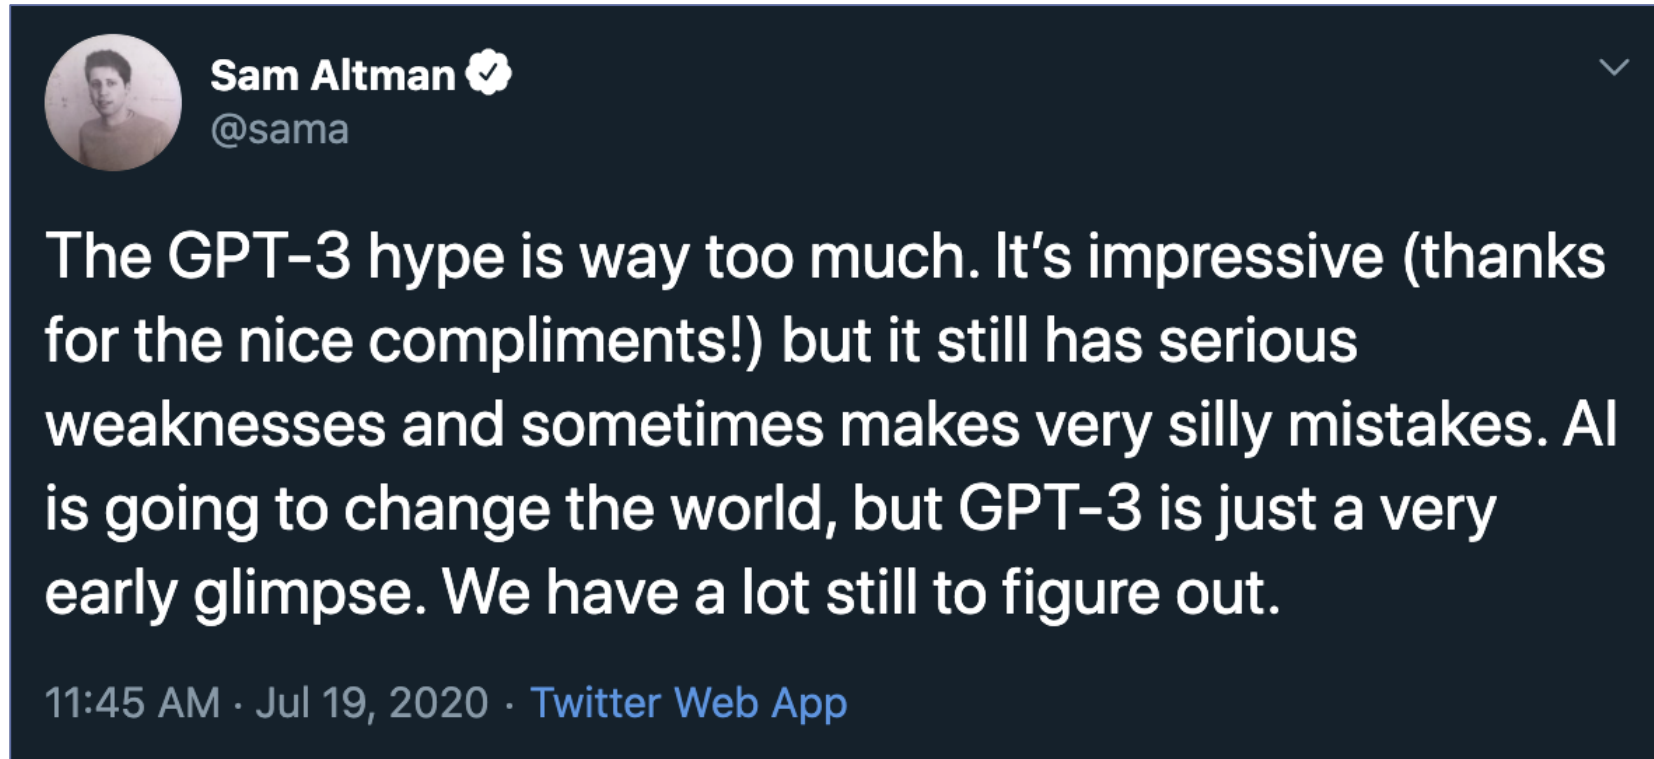 Sam Altman
@sama
The GPT-3 hype is way too much. It’s impressive (thanks
for the nice compliments!) but it still has serious
weaknesses and sometimes makes very silly mistakes. AI
is going to change the world, but GPT-3 is just a very
early glimpse. We have a lot still to figure out.
11:45 AM · Jul 19, 2020 · Twitter Web App